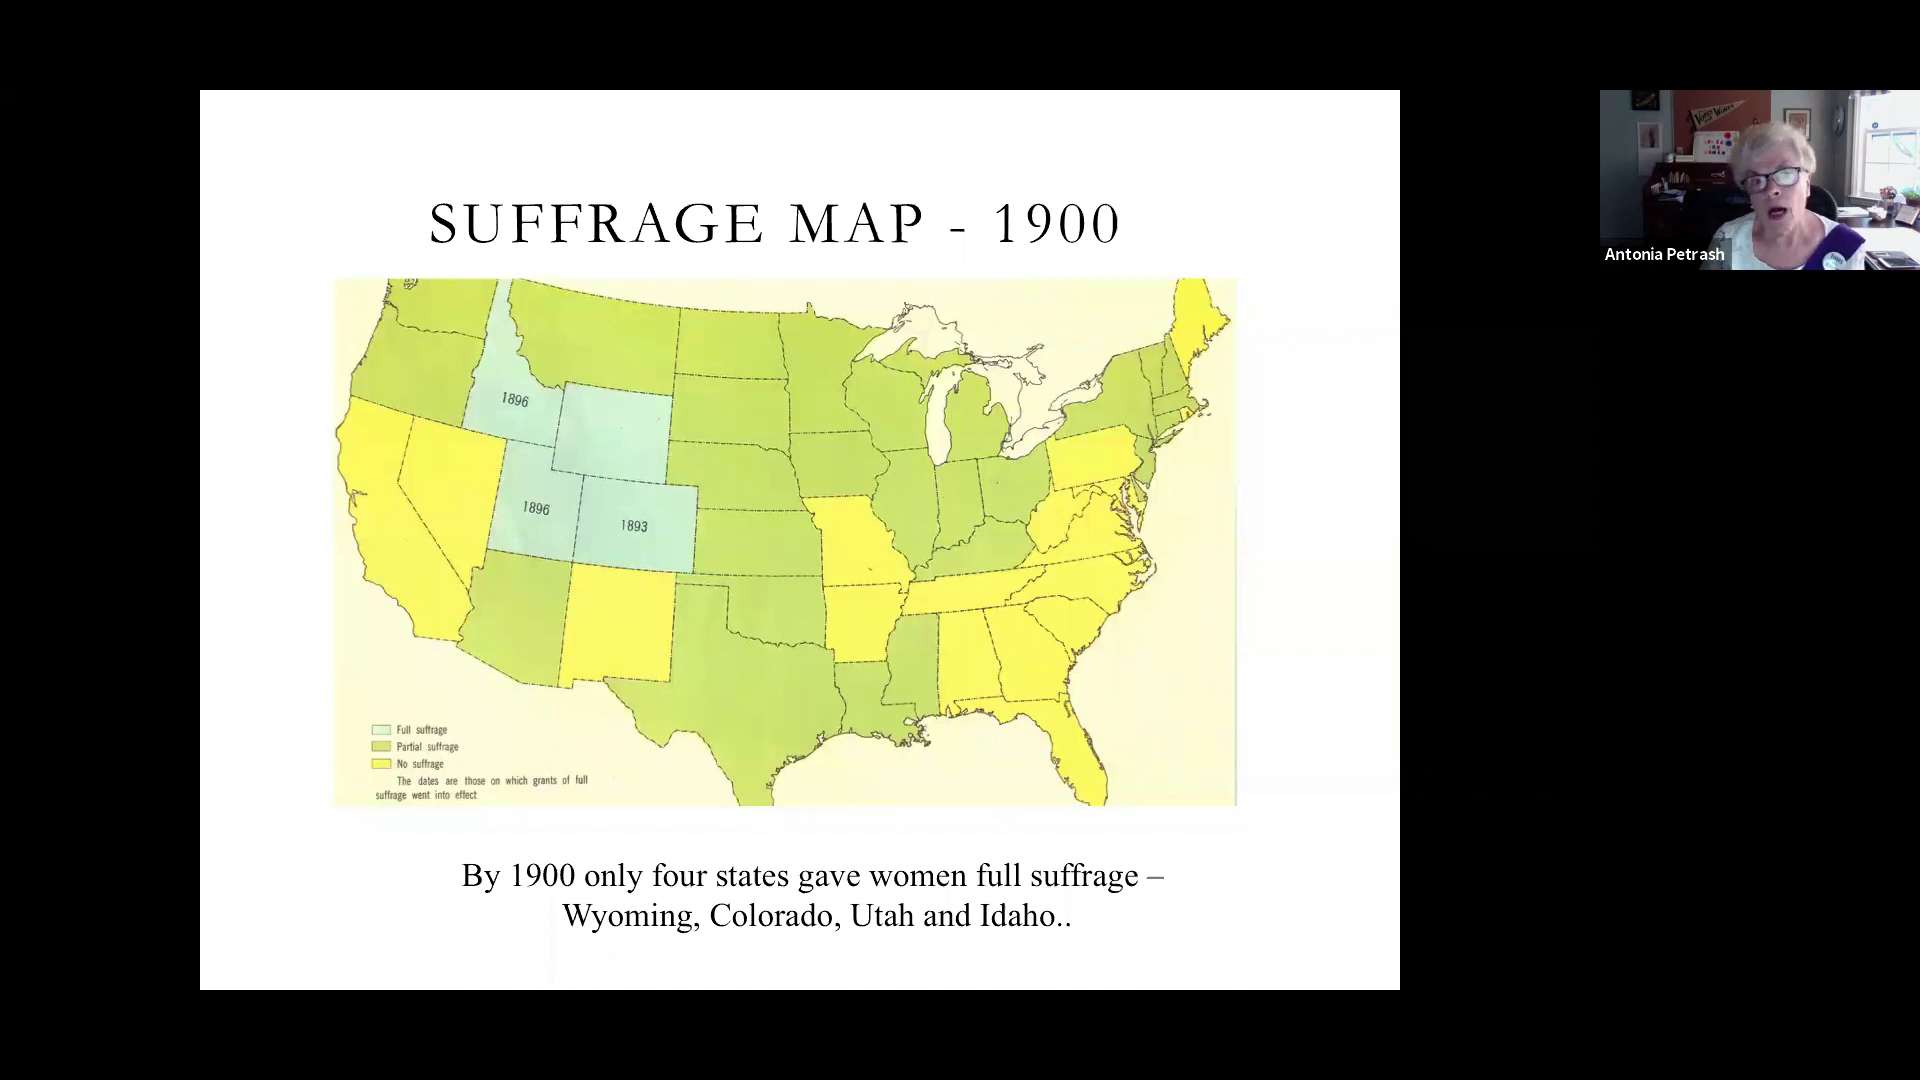 SUFFRAGE MAP - 1900
1896
1896
1893
Full suffrage
Partial suffrage
No suffrage
The dates are those on which grants of full
suffrage went into effect
By 1900 only four states gave women full suffrage –
Wyoming, Colorado, Utah and Idaho..
Antonia Petrash